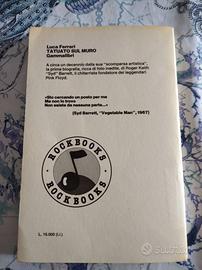 Luca Ferrari
TATUATO SUL MURO
Gammalibri
A circa un decennio dalla sua "scomparsa artistica",
la prima biografia, ricca di foto inedite, di Roger Keith
"Syd" Barrett, il chitarrista fondatore dei leggendari
Pink Floyd.
«Sto cercando un posto per me
Ma non lo trovo
Non esiste da nessuna parte...»
(Syd Barrett, "Vegetable Man", 1967)
ROCKBOOKS
ROCKBOOKS
L. 15.000 (i.i.)
subito